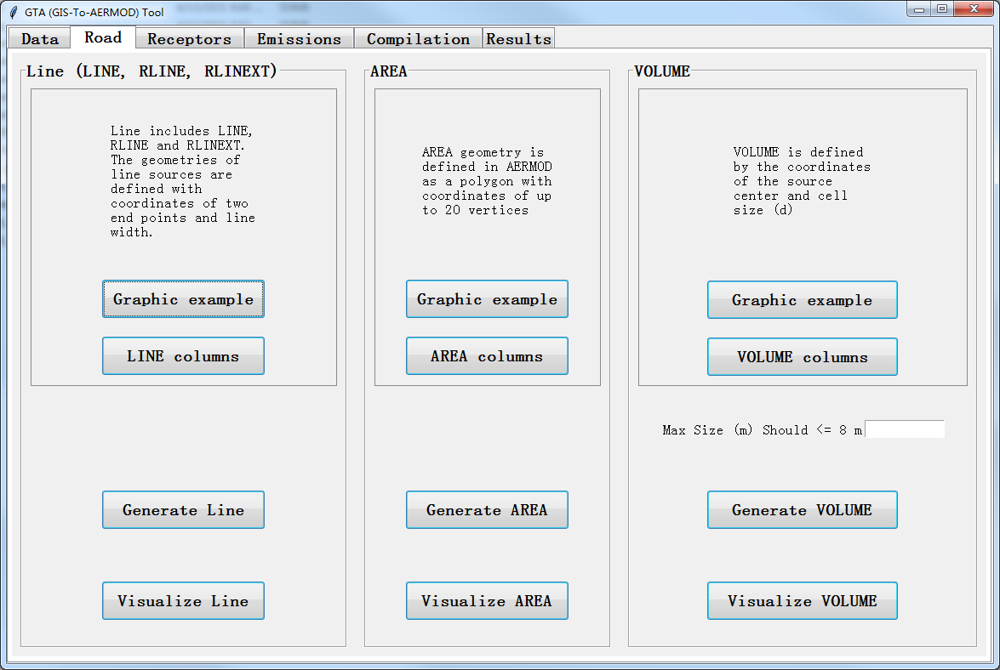 GTA (GIS-To-AERMOD) Tool
Data Road Receptors Emissions Compilation Results
Line (LINE, RLINE, RLINEXT)
Line includes LINE,
RLINE and RLINEXT.
The geometries of
line sources are
defined with
coordinates of two
end points and line
width.
Graphic example
LINE columns
Generate Line
Visualize Line
AREA
AREA geometry is
defined in AERMOD
as a polygon with
coordinates of up
to 20 vertices
Graphic example
AREA columns
Generate AREA
Visualize AREA
VOLUME
VOLUME is defined
by the coordinates
of the source
center and cell
size (d)
Graphic example
VOLUME columns
Max Size (m) Should <= 8 m
Generate VOLUME
Visualize VOLUME